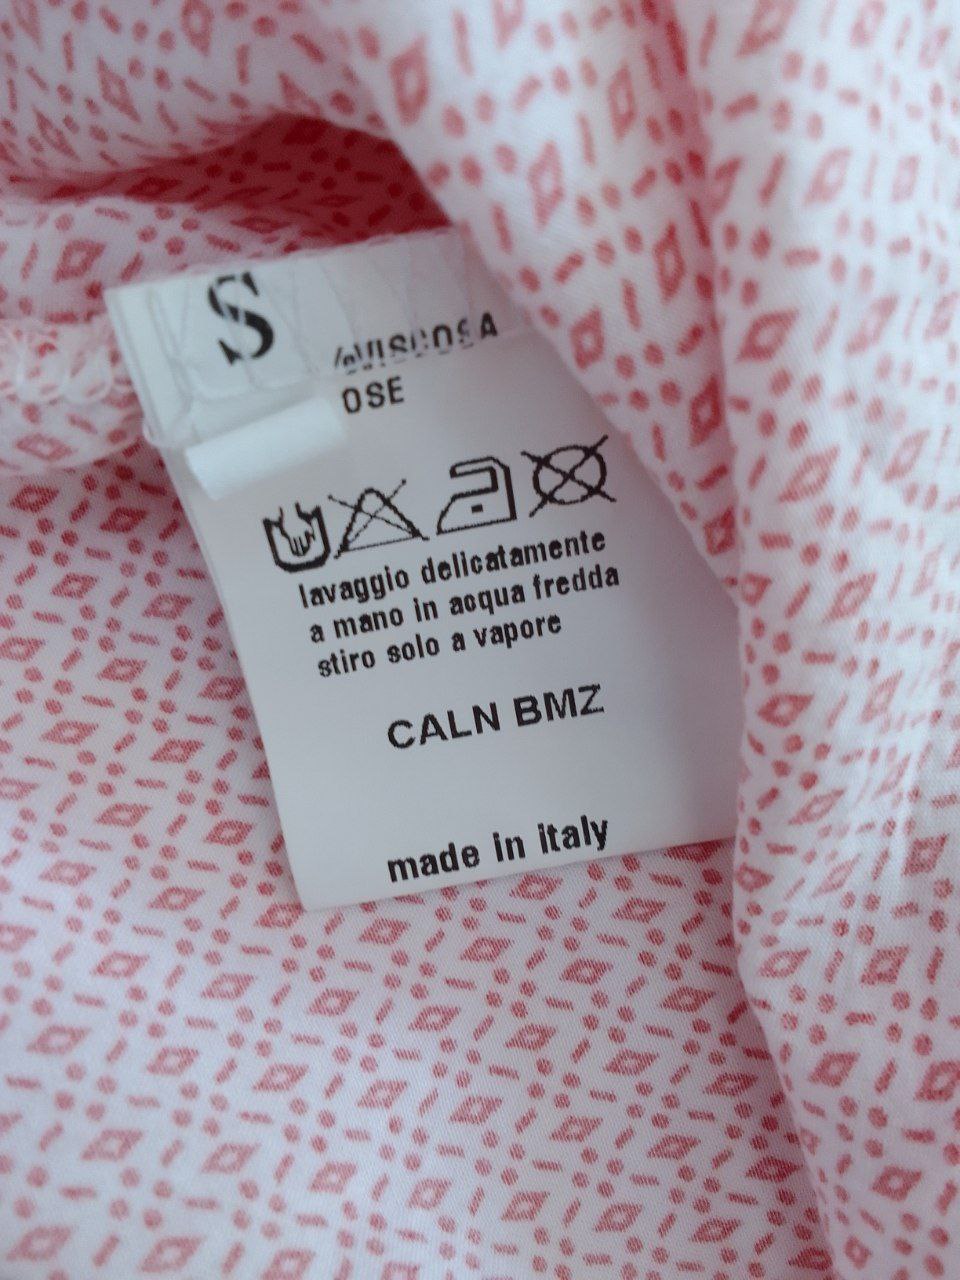 S
%VISCOSA
OSE
lavaggio delicatamente
a mano in acqua fredda
stiro solo a vapore
CALN BMZ
made in italy